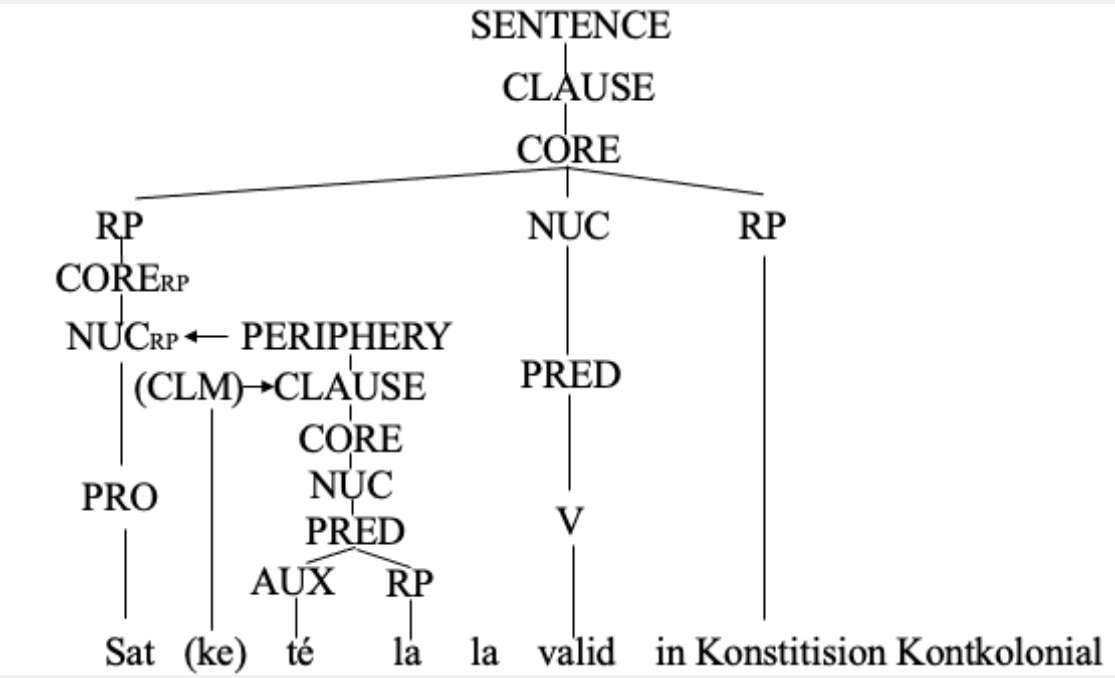 SENTENCE
CLAUSE
CORE
RP NUC RP
CORERP
NUCRP PERIPHERY
(CLM) CLAUSE PRED
CORE
NUC
PRO
V
PRED
AUX RP
Sat (ke) té la la valid in Konstitision Kontkolonial